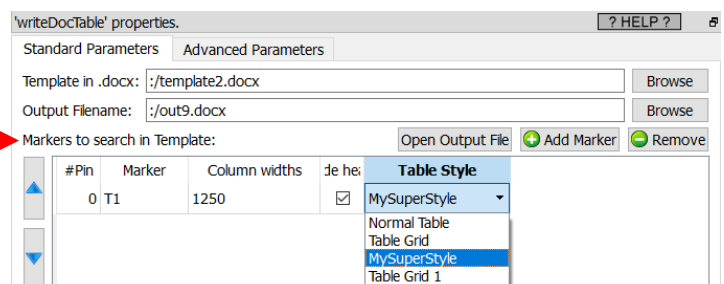 'writeDocTable' properties. ? HELP ?
Standard Parameters Advanced Parameters
Template in .docx: :/template2.docx Browse
Output Filename: :/out9.docx Browse
Markers to search in Template: Open Output File Add Marker Remove
#Pin Marker Column widths de hea Table Style
0 T1 1250 MySuperStyle
Normal Table
Table Grid
MySuperStyle
Table Grid 1